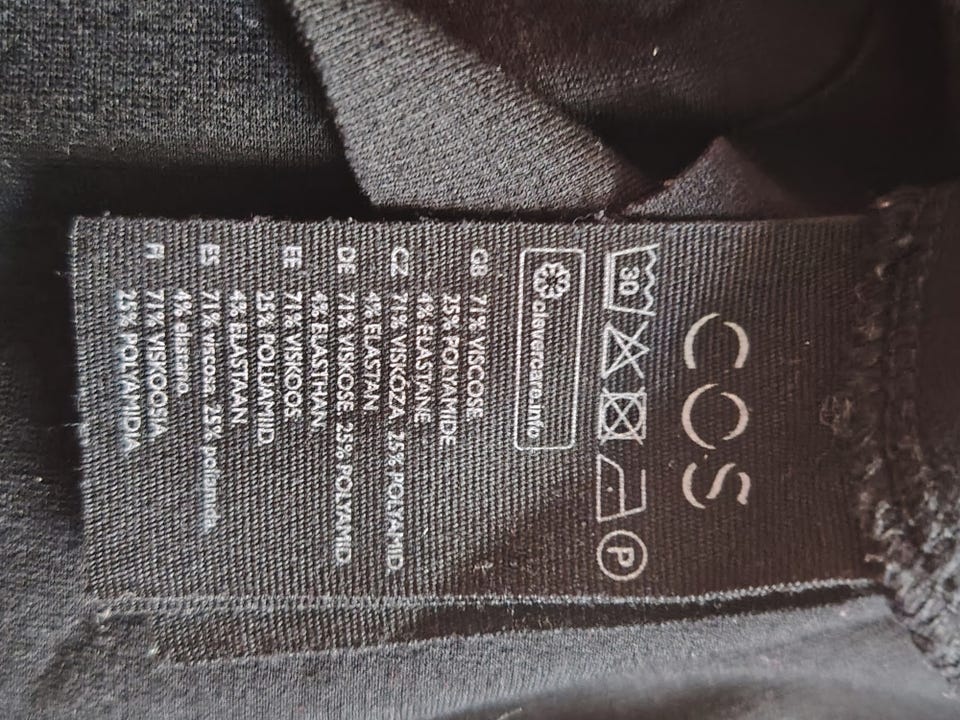 COS
30 P
clevercare.info
GB 71% VISCOSE
25% POLYAMIDE
4% ELASTANE
CZ 71% VISKÓZA, 25% POLYAMID
4% ELASTAN
DE 71% VISKOSE 25% POLYAMID
4% ELASTHAN
EE 71% VISKOOS
25% POLÜAMIID
4% ELASTAN
ES 71% viscosa, 25% poliamida
4% elastano
FI 71% VISKOOSIA
25% POLYAMIDIA